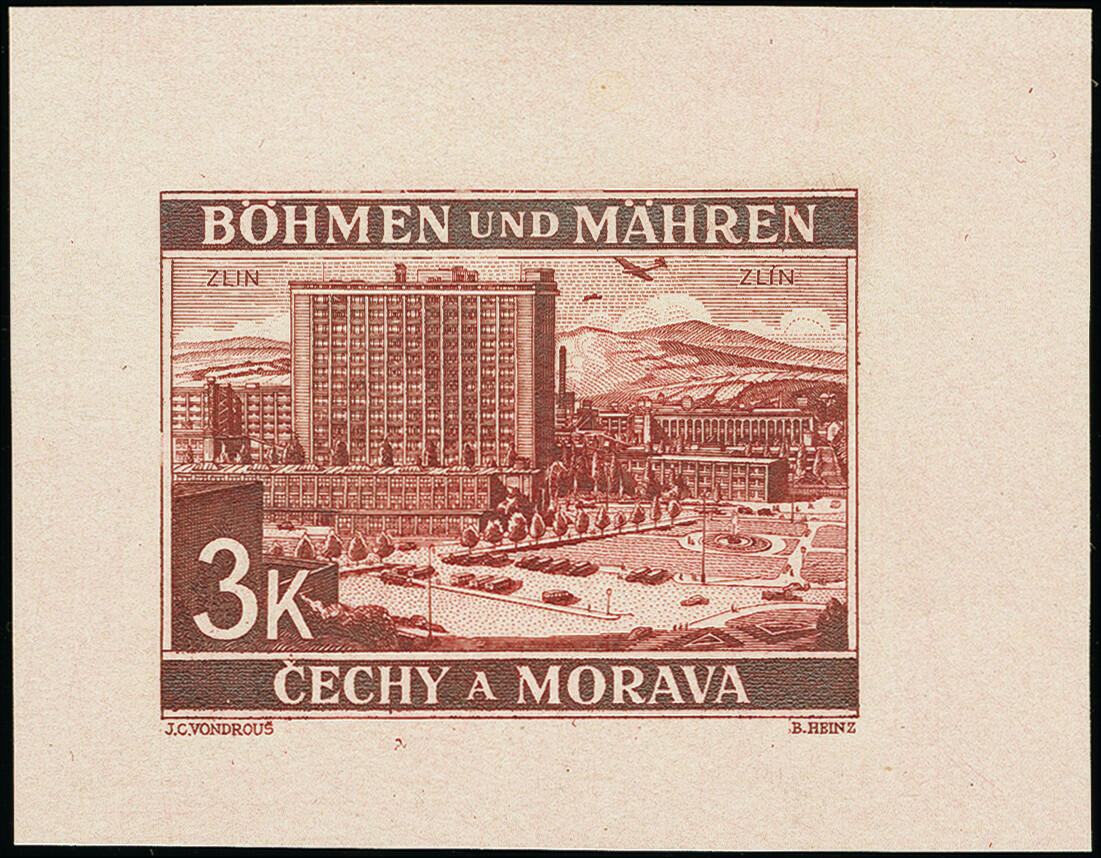 BÖHMEN UND MÄHREN
ZLIN ZLÍN
3K
ČECHY A MORAVA
J.C.VONDROUŠ B.HEINZ